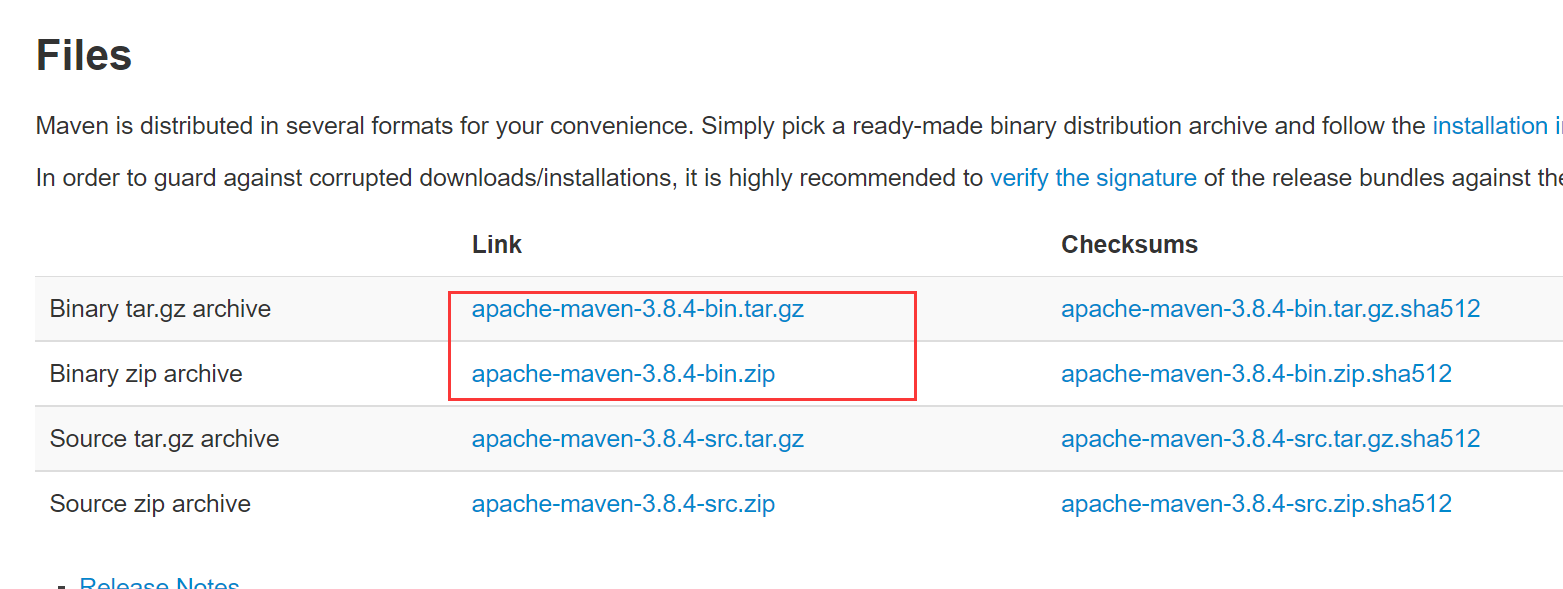 Files
Maven is distributed in several formats for your convenience. Simply pick a ready-made binary distribution archive and follow the installation
In order to guard against corrupted downloads/installations, it is highly recommended to verify the signature of the release bundles against the
Link Checksums
Binary tar.gz archive apache-maven-3.8.4-bin.tar.gz apache-maven-3.8.4-bin.tar.gz.sha512
Binary zip archive apache-maven-3.8.4-bin.zip apache-maven-3.8.4-bin.zip.sha512
Source tar.gz archive apache-maven-3.8.4-src.tar.gz apache-maven-3.8.4-src.tar.gz.sha512
Source zip archive apache-maven-3.8.4-src.zip apache-maven-3.8.4-src.zip.sha512
Release Notes